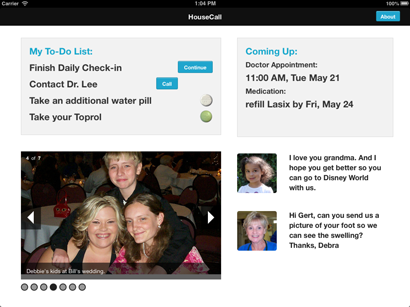 Carrier 1:04 PM 100%
HouseCall
About
My To-Do List:
Finish Daily Check-in
Continue
Contact Dr. Lee
Call
Take an additional water pill
Take your Toprol
Coming Up:
Doctor Appointment:
11:00 AM, Tue May 21
Medication:
refill Lasix by Fri, May 24
4 of 7
Debbie's kids at Bill's wedding.
I love you grandma. And I
hope you get better so you
can go to Disney World
with us.
Hi Gert, can you send us a
picture of your foot so we
can see the swelling?
Thanks, Debra